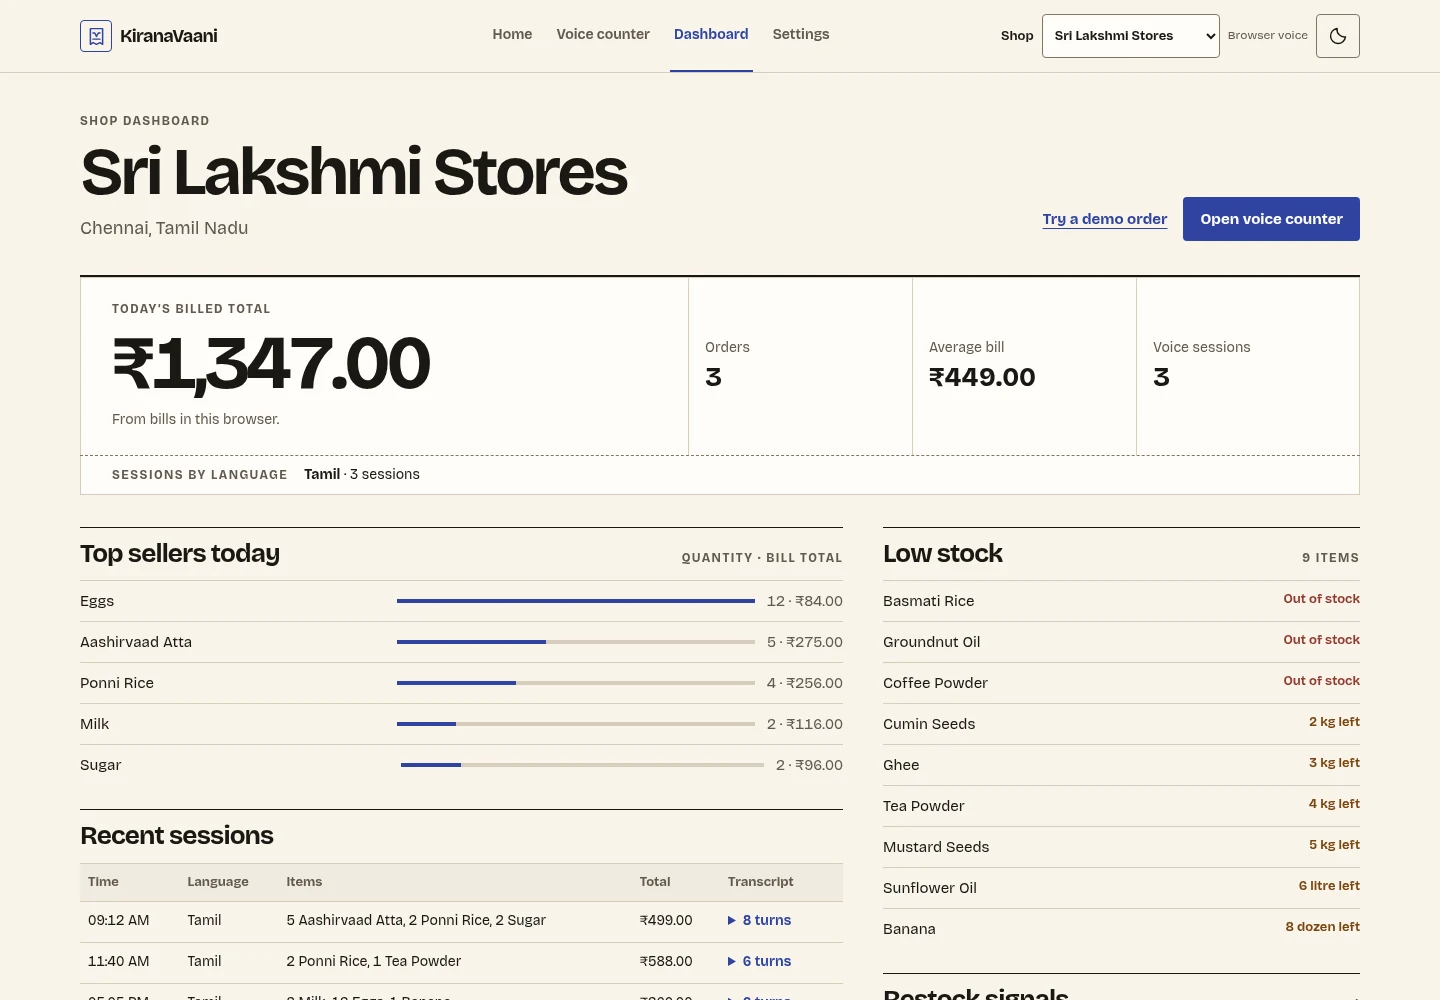 KiranaVaani
Home
Voice counter
Dashboard
Settings
Shop
Sri Lakshmi Stores
Browser voice
SHOP DASHBOARD
Sri Lakshmi Stores
Chennai, Tamil Nadu
Try a demo order
Open voice counter
TODAY'S BILLED TOTAL
₹1,347.00
From bills in this browser.
Orders
3
Average bill
₹449.00
Voice sessions
3
SESSIONS BY LANGUAGE Tamil · 3 sessions
Top sellers today QUANTITY · BILL TOTAL
Eggs 12 · ₹84.00
Aashirvaad Atta 5 · ₹275.00
Ponni Rice 4 · ₹256.00
Milk 2 · ₹116.00
Sugar 2 · ₹96.00
Recent sessions
Time Language Items Total Transcript
09:12 AM Tamil 5 Aashirvaad Atta, 2 Ponni Rice, 2 Sugar ₹499.00 8 turns
11:40 AM Tamil 2 Ponni Rice, 1 Tea Powder ₹588.00 6 turns
Low stock 9 ITEMS
Basmati Rice Out of stock
Groundnut Oil Out of stock
Coffee Powder Out of stock
Cumin Seeds 2 kg left
Ghee 3 kg left
Tea Powder 4 kg left
Mustard Seeds 5 kg left
Sunflower Oil 6 litre left
Banana 8 dozen left
Restock signals